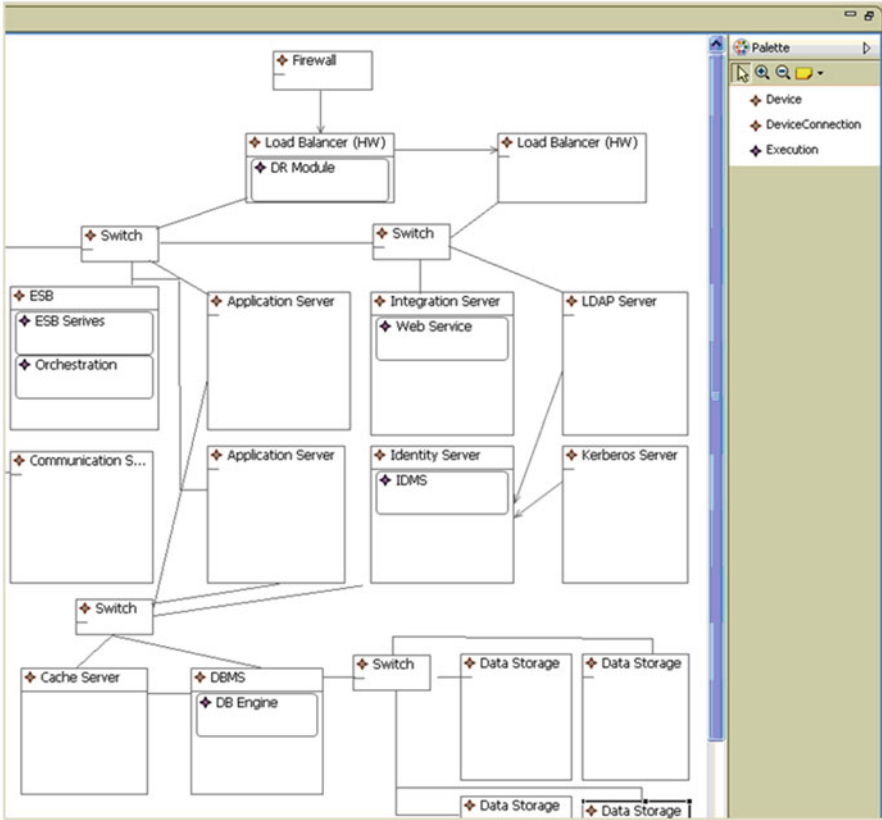 Palette
Device
DeviceConnection
Execution
Firewall
Load Balancer (HW)
DR Module
Load Balancer (HW)
Switch
Switch
ESB
ESB Serives
Orchestration
Application Server
Integration Server
Web Service
LDAP Server
Communication S...
Application Server
Identity Server
IDMS
Kerberos Server
Switch
Cache Server
DBMS
DB Engine
Switch
Data Storage
Data Storage
Data Storage
Data Storage